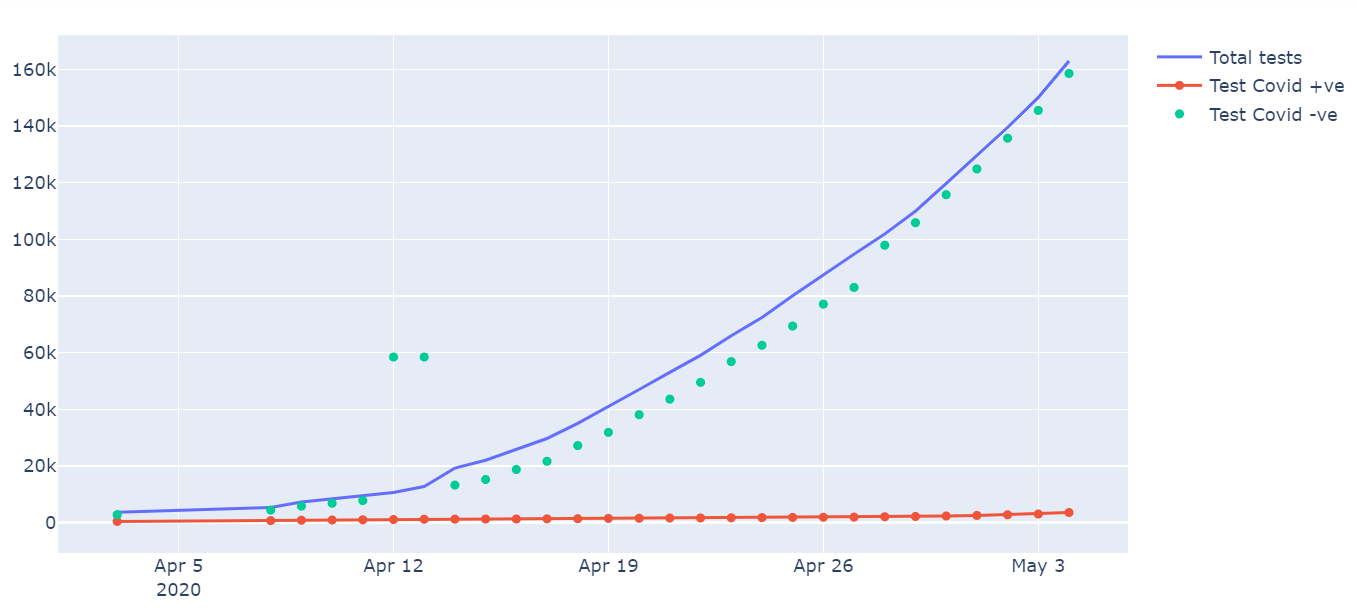 160k
140k
120k
100k
80k
60k
40k
20k
0
Apr 5
2020
Apr 12
Apr 19
Apr 26
May 3
Total tests
Test Covid +ve
Test Covid -ve